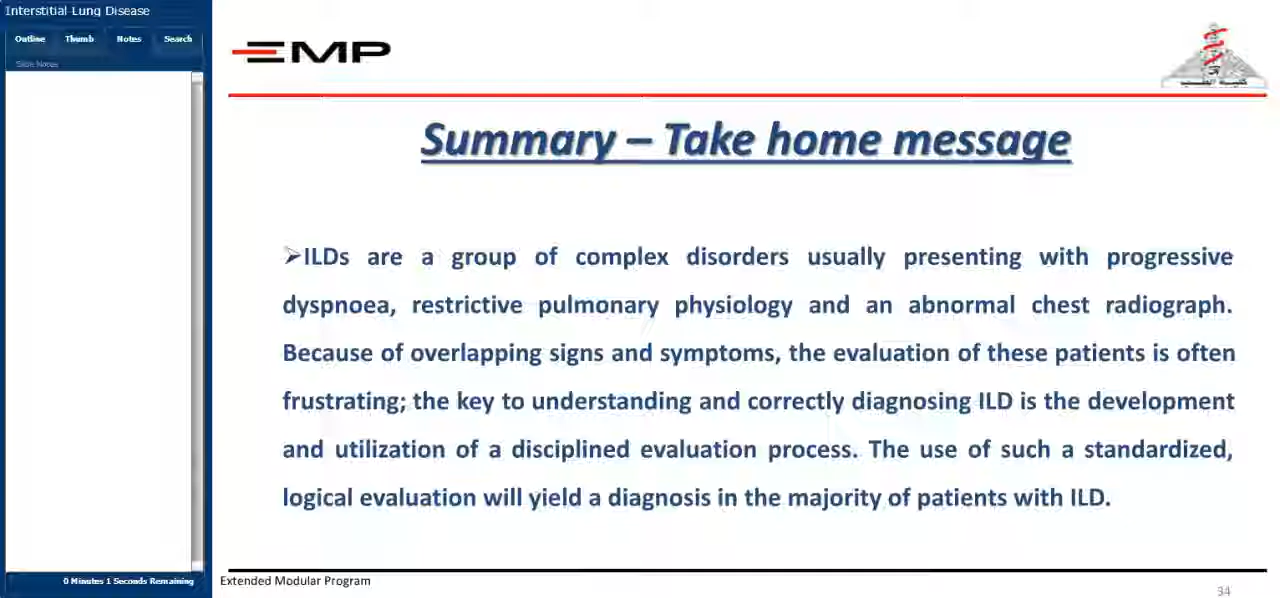 Interstitial Lung Disease
Outline Thumb Notes Search
Slide Notes
EMP
Summary – Take home message
➢ILDs are a group of complex disorders usually presenting with progressive
dyspnoea, restrictive pulmonary physiology and an abnormal chest radiograph.
Because of overlapping signs and symptoms, the evaluation of these patients is often
frustrating; the key to understanding and correctly diagnosing ILD is the development
and utilization of a disciplined evaluation process. The use of such a standardized,
logical evaluation will yield a diagnosis in the majority of patients with ILD.
0 Minutes 1 Seconds Remaining
Extended Modular Program
34